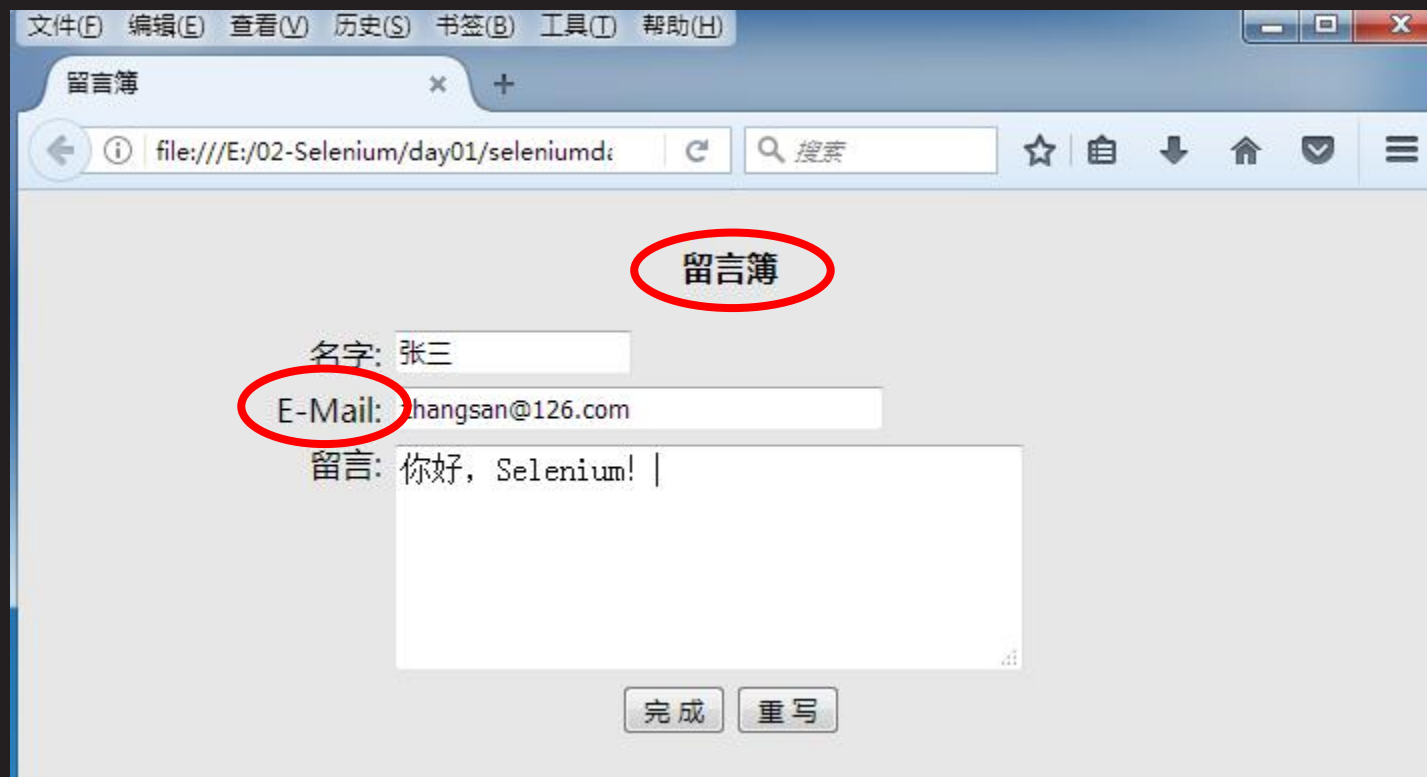 文件(F) 编辑(E) 查看(V) 历史(S) 书签(B) 工具(T) 帮助(H)
留言簿
file:///E:/02-Selenium/day01/seleniumda 搜索
留言簿
名字: 张三
E-Mail: zhangsan@126.com
留言: 你好，Selenium!
完成 重写